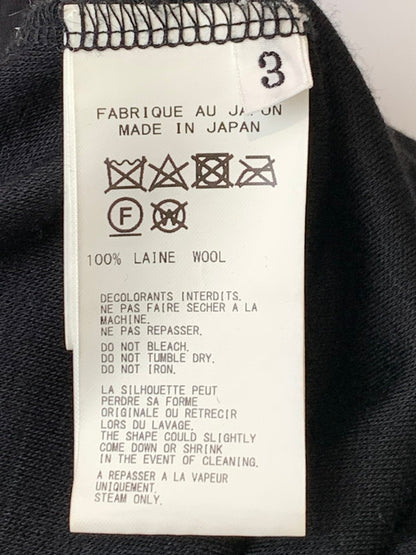 3
FABRIQUE AU JAPON
MADE IN JAPAN
F W
100% LAINE WOOL
DECOLORANTS INTERDITS.
NE PAS FAIRE SECHER A LA
MACHINE.
NE PAS REPASSER.
DO NOT BLEACH.
DO NOT TUMBLE DRY.
DO NOT IRON.
LA SILHOUETTE PEUT
PERDRE SA FORME
ORIGINALE OU RETRECIR
LORS DU LAVAGE.
THE SHAPE COULD SLIGHTLY
COME DOWN OR SHRINK
IN THE EVENT OF CLEANING.
A REPASSER A LA VAPEUR
UNIQUEMENT.
STEAM ONLY.